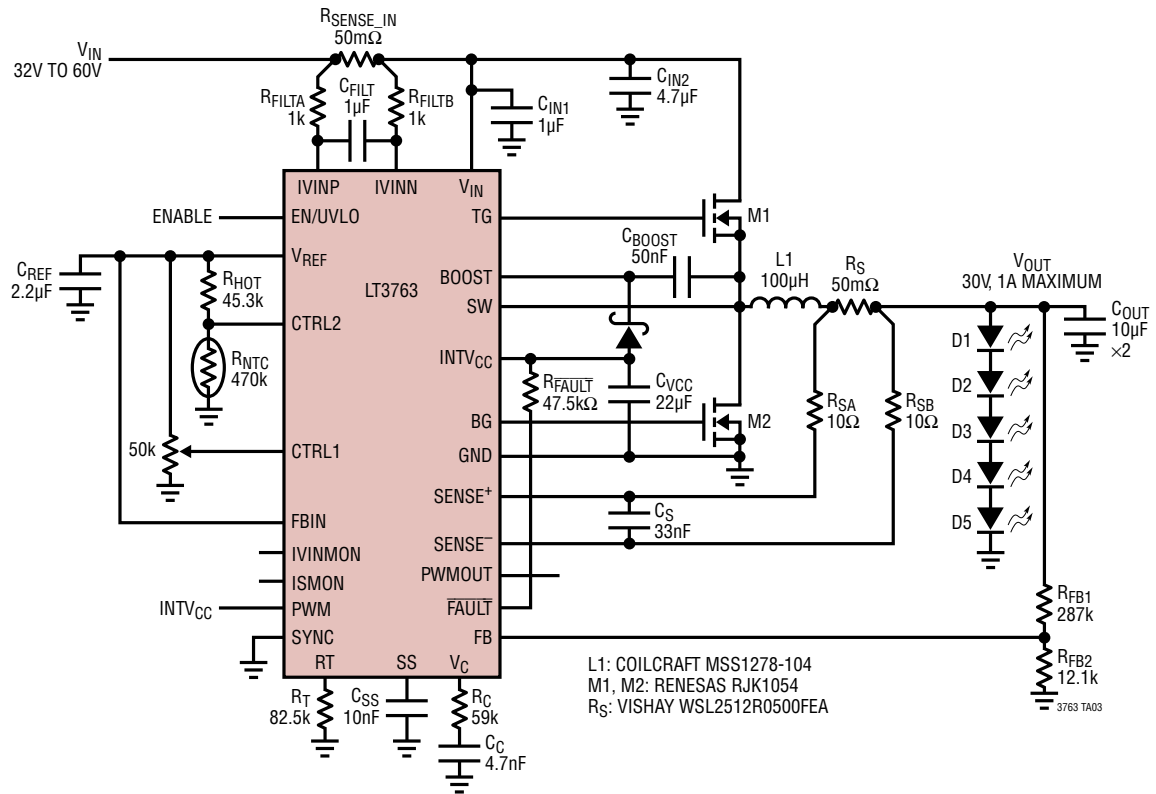 RSENSE_IN
50mΩ
VIN
32V TO 60V
RFILTA
1k
CFILT
1µF
RFILTB
1k
CIN1
1µF
CIN2
4.7µF
IVINP
IVINN
VIN
ENABLE
EN/UVLO
TG
M1
CREF
2.2µF
VREF
RHOT
45.3k
LT3763
BOOST
CBOOST
50nF
SW
L1
100µH
RS
50mΩ
VOUT
30V, 1A MAXIMUM
COUT
10µF
×2
CTRL2
RNTC
470k
INTVCC
RFAULT
47.5kΩ
CVCC
22µF
BG
M2
GND
RSA
10Ω
RSB
10Ω
D1
D2
D3
D4
D5
50k
CTRL1
SENSE+
CS
33nF
SENSE–
FBIN
IVINMON
ISMON
PWMOUT
INTVCC
PWM
FAULT
SYNC
FB
RFB1
287k
RFB2
12.1k
RT
SS
VC
RT
82.5k
CSS
10nF
RC
59k
CC
4.7nF
L1: COILCRAFT MSS1278-104
M1, M2: RENESAS RJK1054
RS: VISHAY WSL2512R0500FEA
3763 TA03